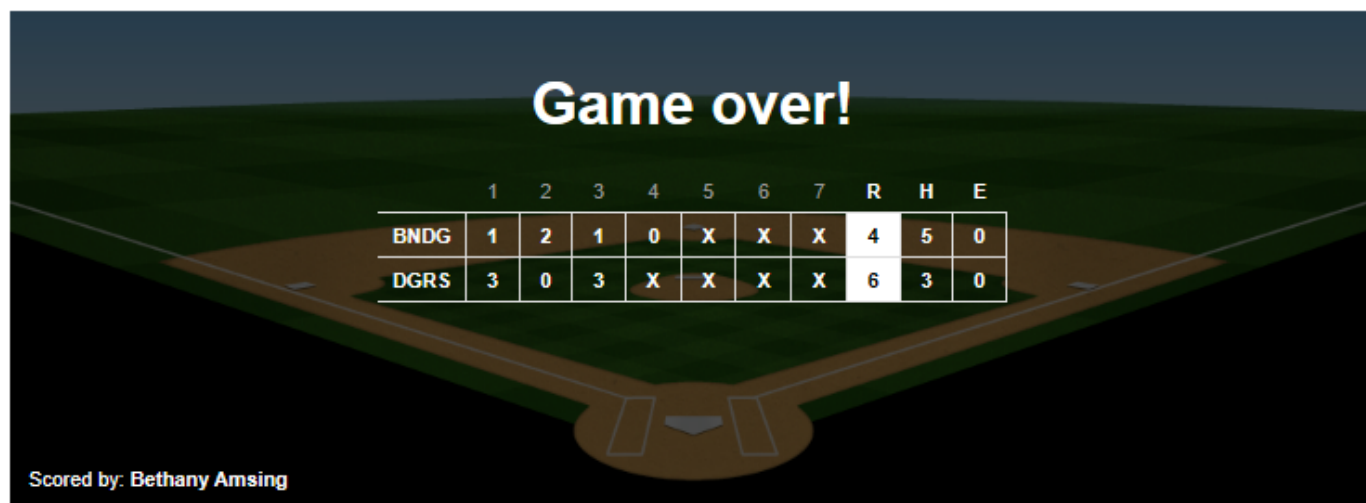 Game over!
1 2 3 4 5 6 7 R H E
BNDG 1 2 1 0 X X X 4 5 0
DGRS 3 0 3 X X X X 6 3 0
Scored by: Bethany Amsing